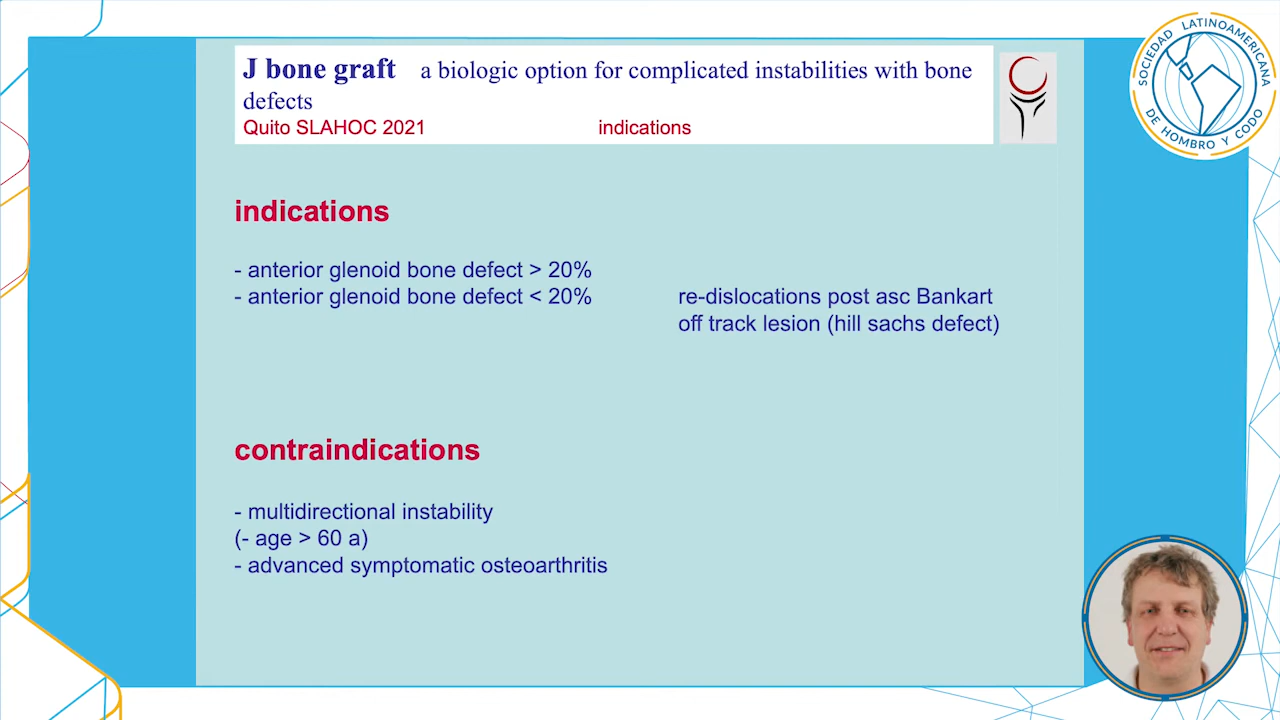 J bone graft a biologic option for complicated instabilities with bone
defects
Quito SLAHOC 2021 indications
indications
- anterior glenoid bone defect > 20%
- anterior glenoid bone defect < 20% re-dislocations post asc Bankart
off track lesion (hill sachs defect)
contraindications
- multidirectional instability
(- age > 60 a)
- advanced symptomatic osteoarthritis
SOCIEDAD LATINOAMERICANA
DE HOMBRO Y CODO